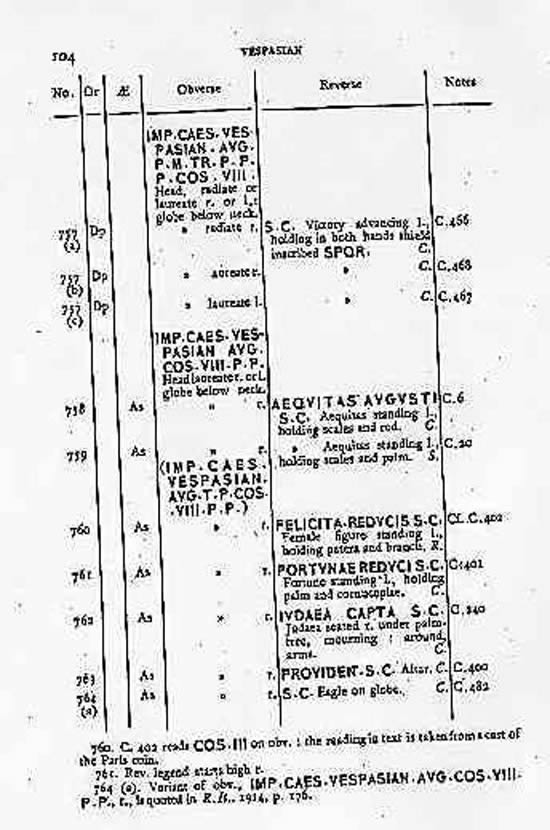 104
VESPASIAN
No. Or Æ Obverse Reverse Notes
IMP·CAES·VES-
PASIAN·AVG·
P·M·TR·P·P·
P·COS·VIII·
Head, radiate or
laureate r. or l.;
globe below neck.
757 (a) Dp „ radiate r. S.C. Victory advancing l., C.466
holding in both hands shield
inscribed SPQR. C.
757 (b) Dp „ laureate r. „ C. C.468
757 (c) Dp „ laureate l. „ C. C.467
IMP·CAES·VES-
PASIAN AVG·
COS·VIII·P·P·
Head laureate r. or l.
globe below neck.
758 As „ r. AEQVITAS AVGVSTI C.6
S.C. Aequitas standing l.,
holding scales and rod. C.
759 As „ r. „ Aequitas standing l., C.20
holding scales and palm. S.
(IMP·CAES·
VESPASIAN·
AVG·T·P·COS
·VIII·P·P·)
760 As „ r. FELICITA·REDVCIS S.C. Cf. C.402
Female figure standing l.,
holding patera and branch. R.
761 As „ r. FORTVNAE REDVCI S.C. C.401
Fortune standing l., holding
palm and cornucopiae. C.
762 As „ r. IVDAEA CAPTA S.C. C.240
Judaea seated r. under palm-
tree, mourning; around,
arms. C.
763 As „ r. PROVIDENT·S.C· Altar. C. C.400
764 (a) As „ r. S.C· Eagle on globe. C. C.482
760. C. 402 reads COS·III on obv.; the reading in text is taken from a cast of
the Paris coin.
761. Rev. legend starts high r.
764 (a). Variant of obv., IMP·CAES·VESPASIAN·AVG·COS·VIII·
P·P·, r., is quoted in R.It., 1914, p. 176.